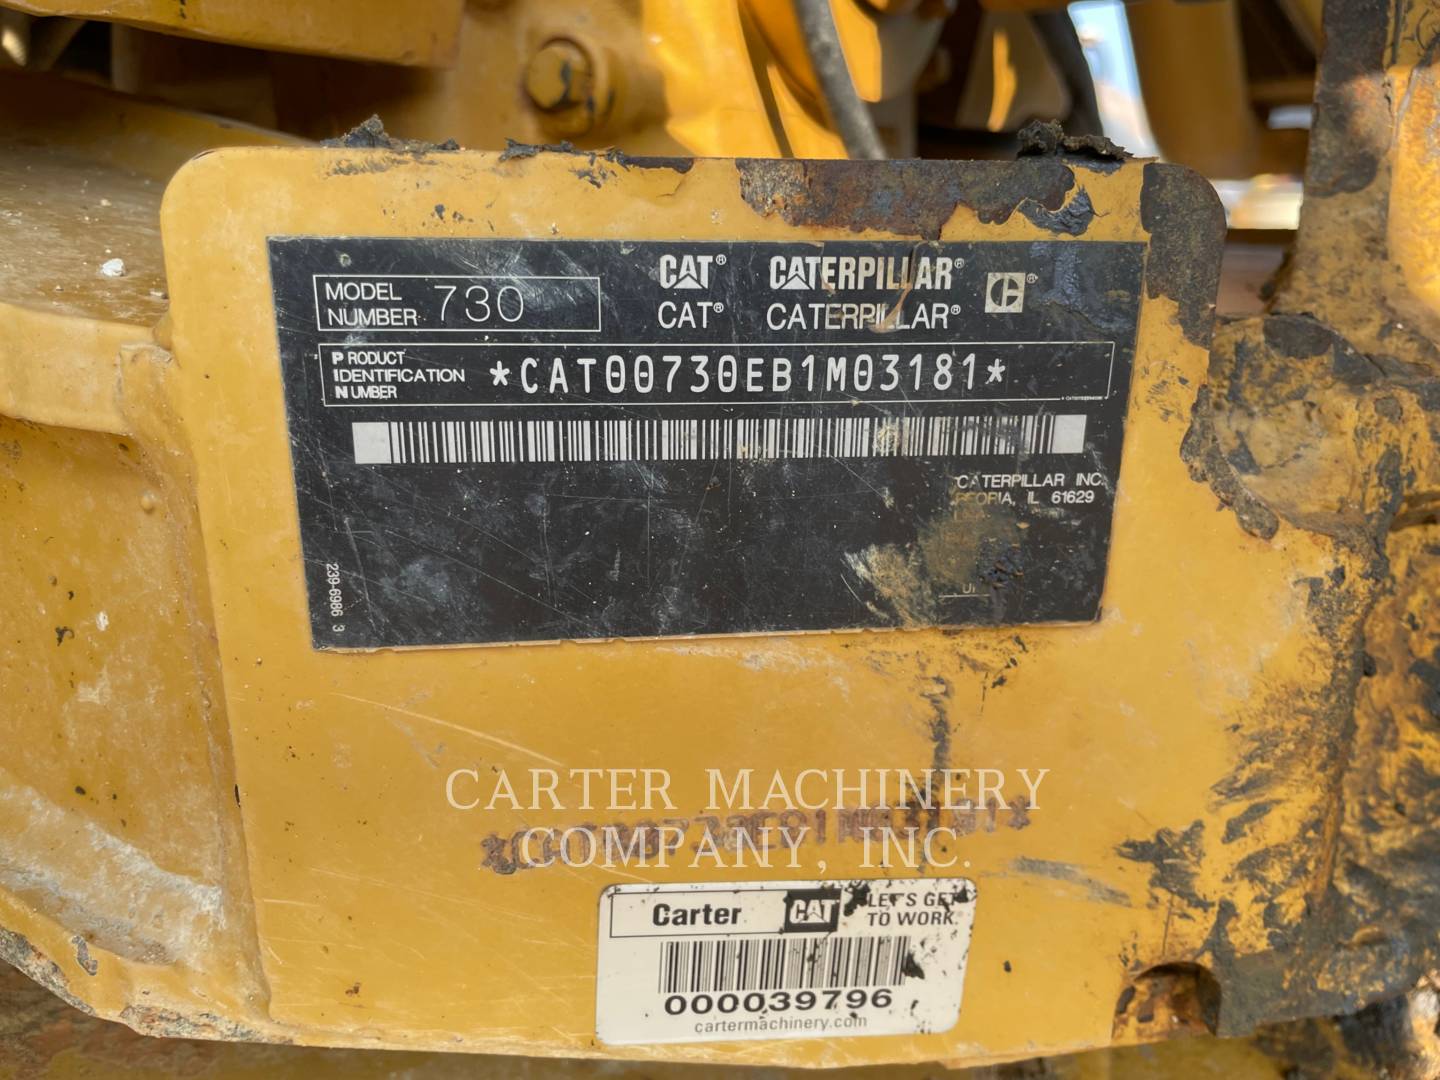 CAT® CATERPILLAR® ®
CAT® CATERPILLAR®
MODEL
NUMBER 730
PRODUCT
IDENTIFICATION
NUMBER
*CAT00730EB1M03181*
CATERPILLAR INC.
PEORIA, IL 61629
239-6986 3
CARTER MACHINERY
COMPANY, INC.
Carter CAT LET'S GET
TO WORK
000039796
cartermachinery.com